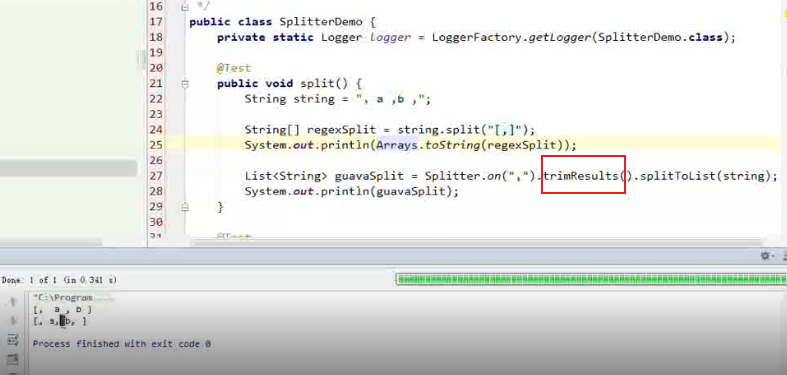 16 */
17 public class SplitterDemo {
18 private static Logger logger = LoggerFactory.getLogger(SplitterDemo.class);
19
20 @Test
21 public void split() {
22 String string = ", a ,b ,";
23
24 String[] regexSplit = string.split("[,]");
25 System.out.println(Arrays.toString(regexSplit));
26
27 List<String> guavaSplit = Splitter.on(",").trimResults().splitToList(string);
28 System.out.println(guavaSplit);
29 }
30
31 @Test
Done: 1 of 1 (in 0.341 s)
"C:\Program ...
[,  a , b ]
[, a, b, ]
Process finished with exit code 0